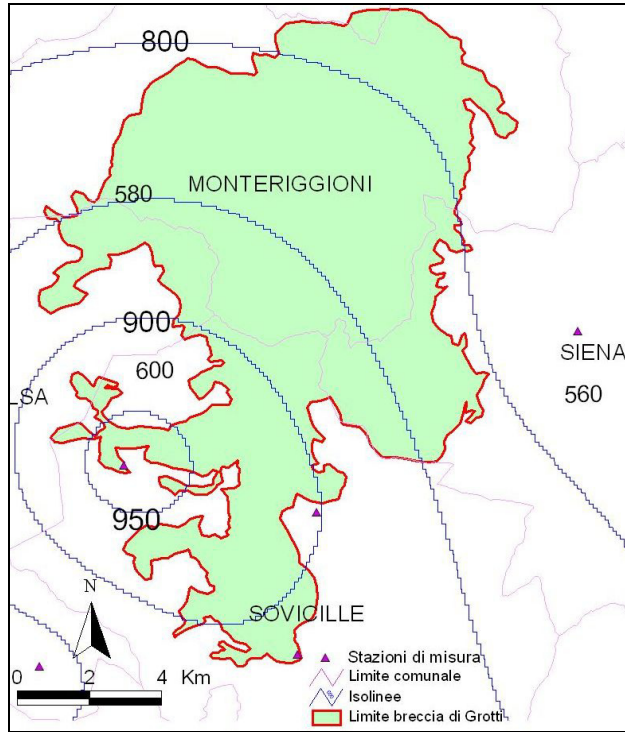 800
MONTERIGGIONI
580
900
SIENA
600
560
SA
950
N
SOVICILLE
0 2 4 Km
Stazioni di misura
Limite comunale
Isolinee
Limite breccia di Grotti